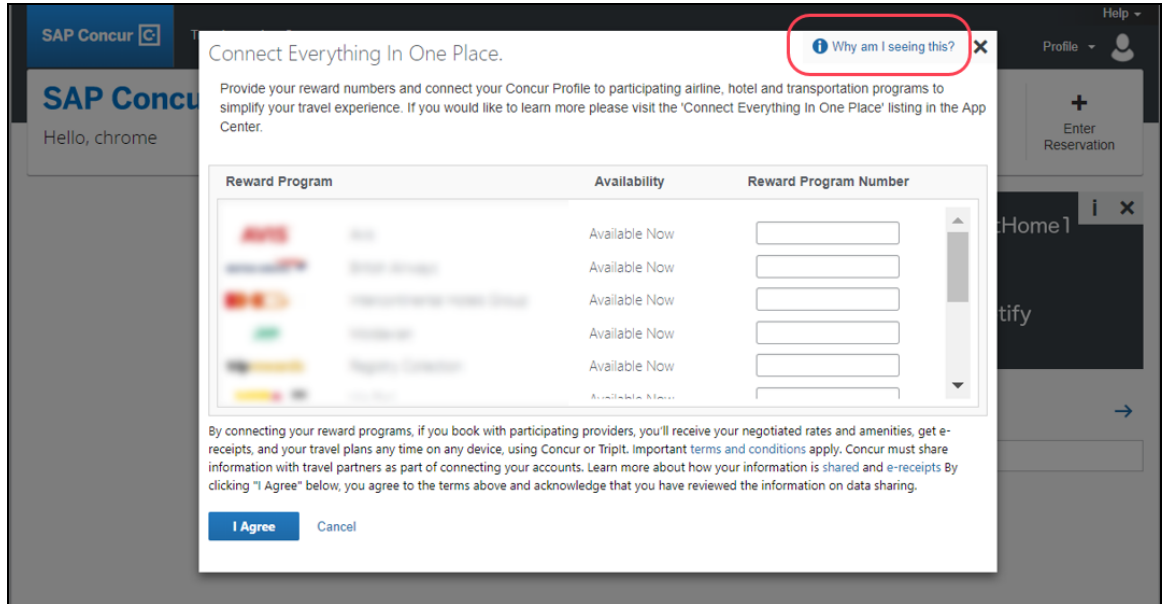 Help
SAP Concur
Profile
Connect Everything In One Place.
Why am I seeing this?
Provide your reward numbers and connect your Concur Profile to participating airline, hotel and transportation programs to
simplify your travel experience. If you would like to learn more please visit the 'Connect Everything In One Place' listing in the App
Center.
SAP Concu
Hello, chrome
+
Enter
Reservation
Reward Program Availability Reward Program Number
AVIS Available Now
Available Now
Available Now
Available Now
Available Now
Available Now
tHome1
tify
By connecting your reward programs, if you book with participating providers, you'll receive your negotiated rates and amenities, get e-
receipts, and your travel plans any time on any device, using Concur or TripIt. Important terms and conditions apply. Concur must share
information with travel partners as part of connecting your accounts. Learn more about how your information is shared and e-receipts By
clicking "I Agree" below, you agree to the terms above and acknowledge that you have reviewed the information on data sharing.
I Agree Cancel